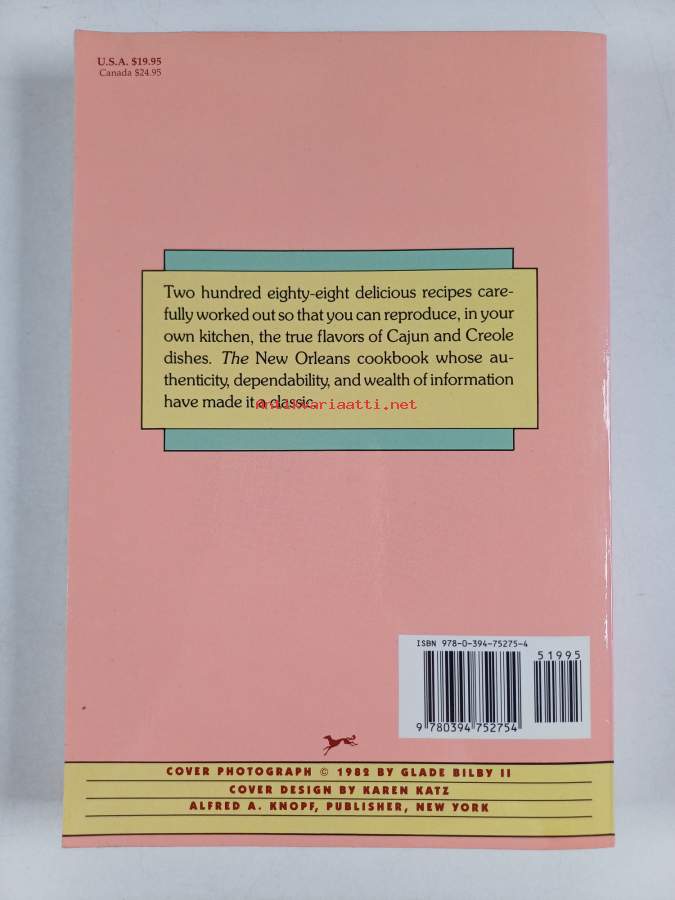 U.S.A. $19.95
Canada $24.95
Two hundred eighty-eight delicious recipes care-
fully worked out so that you can reproduce, in your
own kitchen, the true flavors of Cajun and Creole
dishes. The New Orleans cookbook whose au-
thenticity, dependability, and wealth of information
have made it a classic.
antikvariaatti.net
ISBN 978-0-394-75275-4
51995
9 780394 752754
COVER PHOTOGRAPH © 1982 BY GLADE BILBY II
COVER DESIGN BY KAREN KATZ
ALFRED A. KNOPF, PUBLISHER, NEW YORK